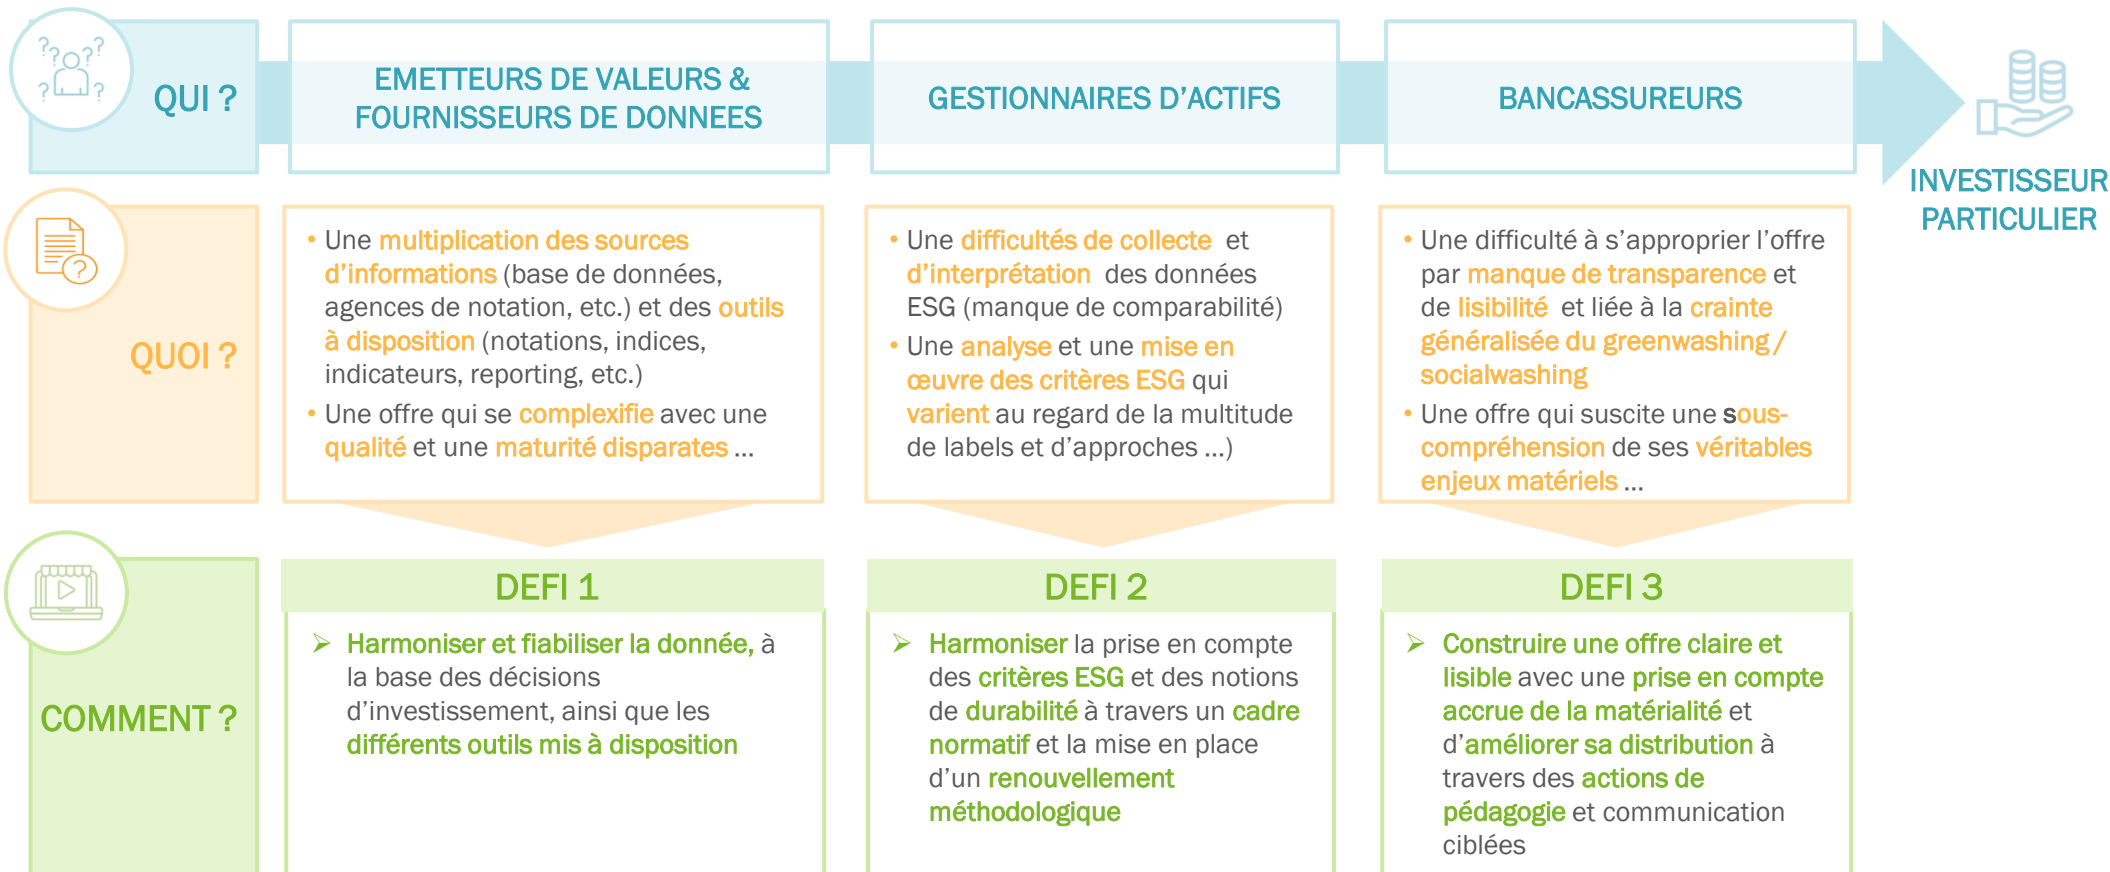 QUI ?
EMETTEURS DE VALEURS &
FOURNISSEURS DE DONNEES
GESTIONNAIRES D'ACTIFS
BANCASSUREURS
INVESTISSEUR
PARTICULIER
QUOI ?
• Une multiplication des sources
d'informations (base de données,
agences de notation, etc.) et des outils
à disposition (notations, indices,
indicateurs, reporting, etc.)
• Une offre qui se complexifie avec une
qualité et une maturité disparates ...
• Une difficultés de collecte et
d'interprétation des données
ESG (manque de comparabilité)
• Une analyse et une mise en
œuvre des critères ESG qui
varient au regard de la multitude
de labels et d'approches ...)
• Une difficulté à s'approprier l'offre
par manque de transparence et
de lisibilité et liée à la crainte
généralisée du greenwashing /
socialwashing
• Une offre qui suscite une sous-
compréhension de ses véritables
enjeux matériels ...
COMMENT ?
DEFI 1
➢ Harmoniser et fiabiliser la donnée, à
la base des décisions
d'investissement, ainsi que les
différents outils mis à disposition
DEFI 2
➢ Harmoniser la prise en compte
des critères ESG et des notions
de durabilité à travers un cadre
normatif et la mise en place
d'un renouvellement
méthodologique
DEFI 3
➢ Construire une offre claire et
lisible avec une prise en compte
accrue de la matérialité et
d'améliorer sa distribution à
travers des actions de
pédagogie et communication
ciblées